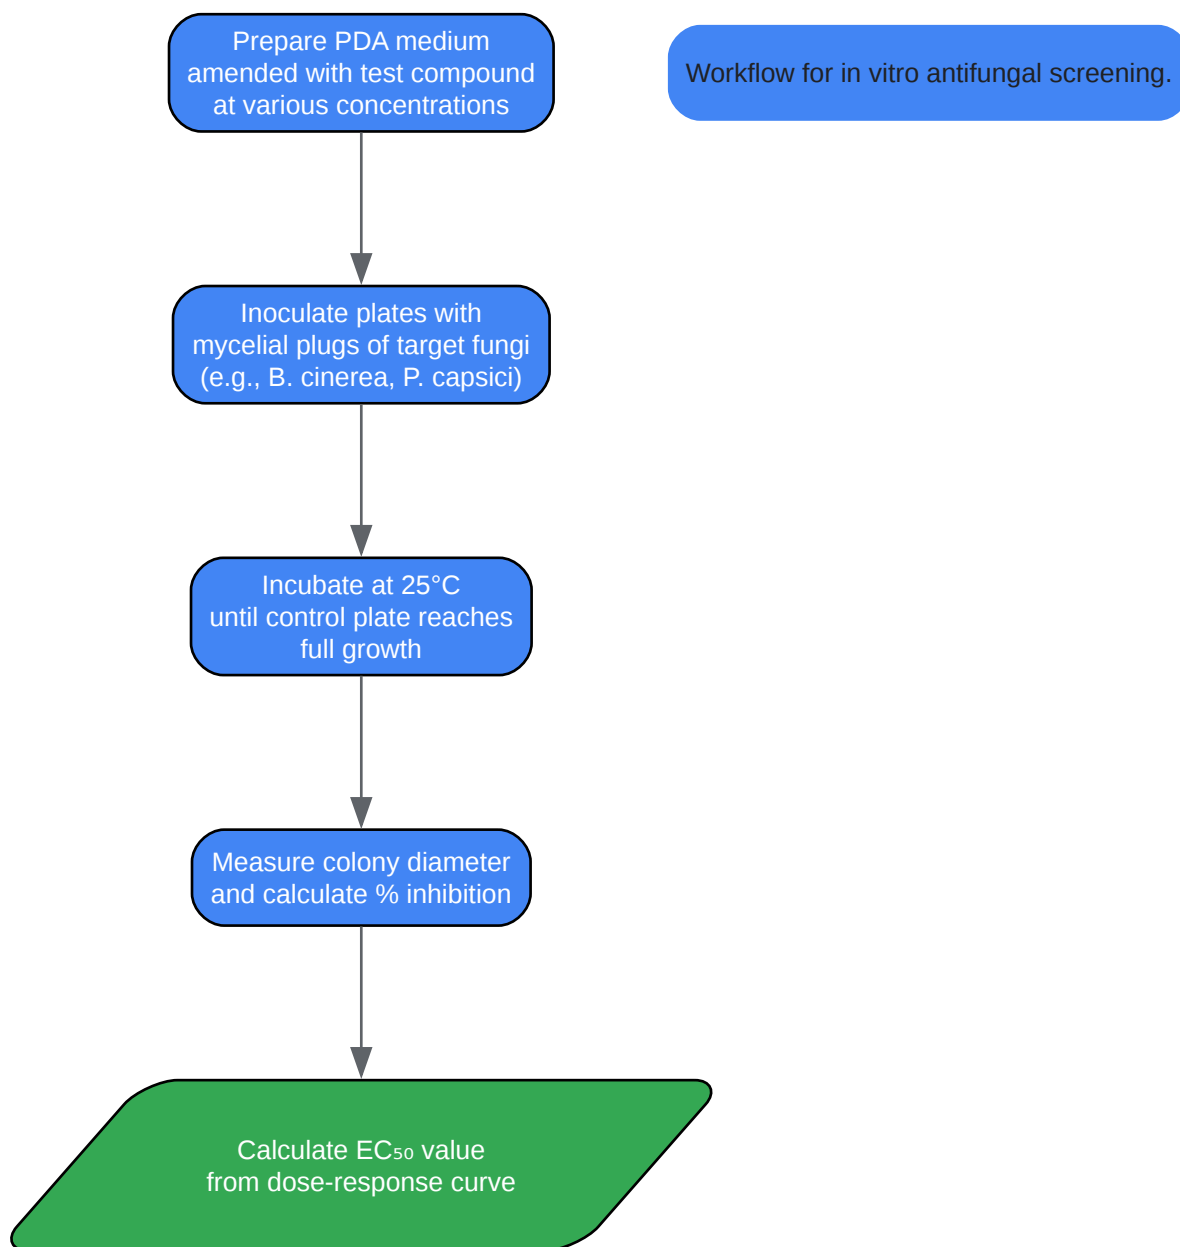 Prepare PDA medium
amended with test compound
at various concentrations
Workflow for in vitro antifungal screening.
Inoculate plates with
mycelial plugs of target fungi
(e.g., B. cinerea, P. capsici)
Incubate at 25°C
until control plate reaches
full growth
Measure colony diameter
and calculate % inhibition
Calculate EC₅₀ value
from dose-response curve